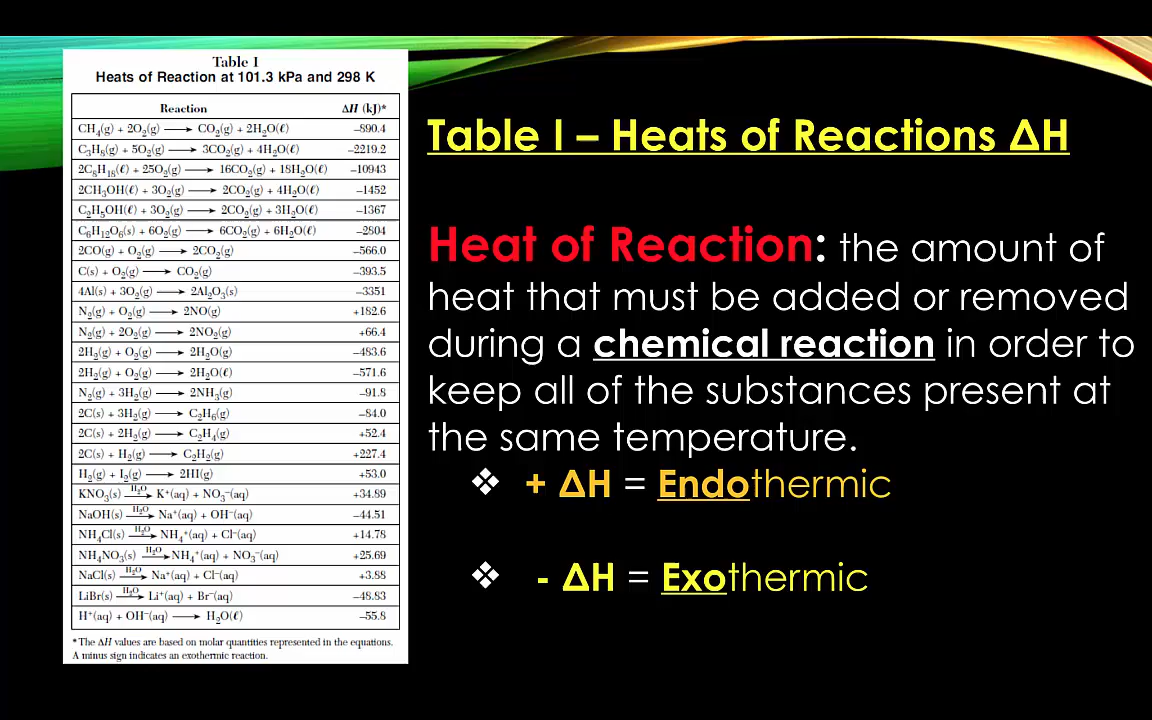 Table I
Heats of Reaction at 101.3 kPa and 298 K
Reaction ΔH (kJ)*
CH₄(g) + 2O₂(g) ⟶ CO₂(g) + 2H₂O(ℓ) –890.4
C₃H₈(g) + 5O₂(g) ⟶ 3CO₂(g) + 4H₂O(ℓ) –2219.2
2C₈H₁₈(ℓ) + 25O₂(g) ⟶ 16CO₂(g) + 18H₂O(ℓ) –10943
2CH₃OH(ℓ) + 3O₂(g) ⟶ 2CO₂(g) + 4H₂O(ℓ) –1452
C₂H₅OH(ℓ) + 3O₂(g) ⟶ 2CO₂(g) + 3H₂O(ℓ) –1367
C₆H₁₂O₆(s) + 6O₂(g) ⟶ 6CO₂(g) + 6H₂O(ℓ) –2804
2CO(g) + O₂(g) ⟶ 2CO₂(g) –566.0
C(s) + O₂(g) ⟶ CO₂(g) –393.5
4Al(s) + 3O₂(g) ⟶ 2Al₂O₃(s) –3351
N₂(g) + O₂(g) ⟶ 2NO(g) +182.6
N₂(g) + 2O₂(g) ⟶ 2NO₂(g) +66.4
2H₂(g) + O₂(g) ⟶ 2H₂O(g) –483.6
2H₂(g) + O₂(g) ⟶ 2H₂O(ℓ) –571.6
N₂(g) + 3H₂(g) ⟶ 2NH₃(g) –91.8
2C(s) + 3H₂(g) ⟶ C₂H₆(g) –84.0
2C(s) + 2H₂(g) ⟶ C₂H₄(g) +52.4
2C(s) + H₂(g) ⟶ C₂H₂(g) +227.4
H₂(g) + I₂(g) ⟶ 2HI(g) +53.0
KNO₃(s) H₂O⟶ K⁺(aq) + NO₃⁻(aq) +34.89
NaOH(s) H₂O⟶ Na⁺(aq) + OH⁻(aq) –44.51
NH₄Cl(s) H₂O⟶ NH₄⁺(aq) + Cl⁻(aq) +14.78
NH₄NO₃(s) H₂O⟶ NH₄⁺(aq) + NO₃⁻(aq) +25.69
NaCl(s) H₂O⟶ Na⁺(aq) + Cl⁻(aq) +3.88
LiBr(s) H₂O⟶ Li⁺(aq) + Br⁻(aq) –48.83
H⁺(aq) + OH⁻(aq) ⟶ H₂O(ℓ) –55.8
*The ΔH values are based on molar quantities represented in the equations.
A minus sign indicates an exothermic reaction.
Table I – Heats of Reactions ΔH
Heat of Reaction: the amount of
heat that must be added or removed
during a chemical reaction in order to
keep all of the substances present at
the same temperature.
❖ + ΔH = Endothermic
❖ - ΔH = Exothermic